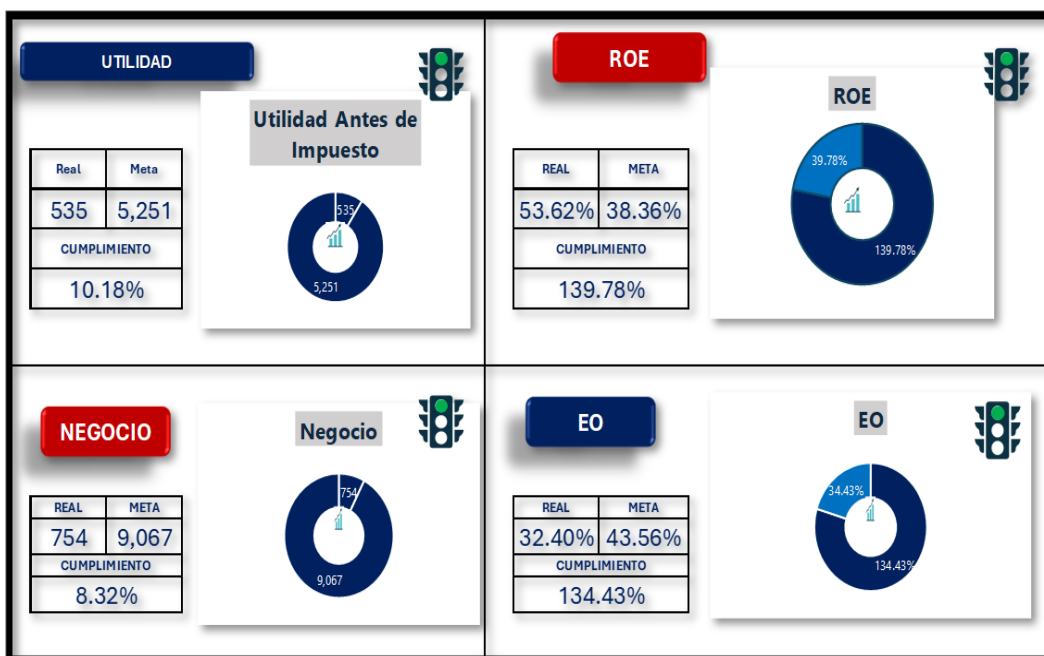 UTILIDAD
Utilidad Antes de
Impuesto
Real Meta
535 5,251
CUMPLIMIENTO
10.18%
535
5,251
ROE
ROE
REAL META
53.62% 38.36%
CUMPLIMIENTO
139.78%
39.78%
139.78%
NEGOCIO
Negocio
REAL META
754 9,067
CUMPLIMIENTO
8.32%
754
9,067
EO
EO
REAL META
32.40% 43.56%
CUMPLIMIENTO
134.43%
34.43%
134.43%